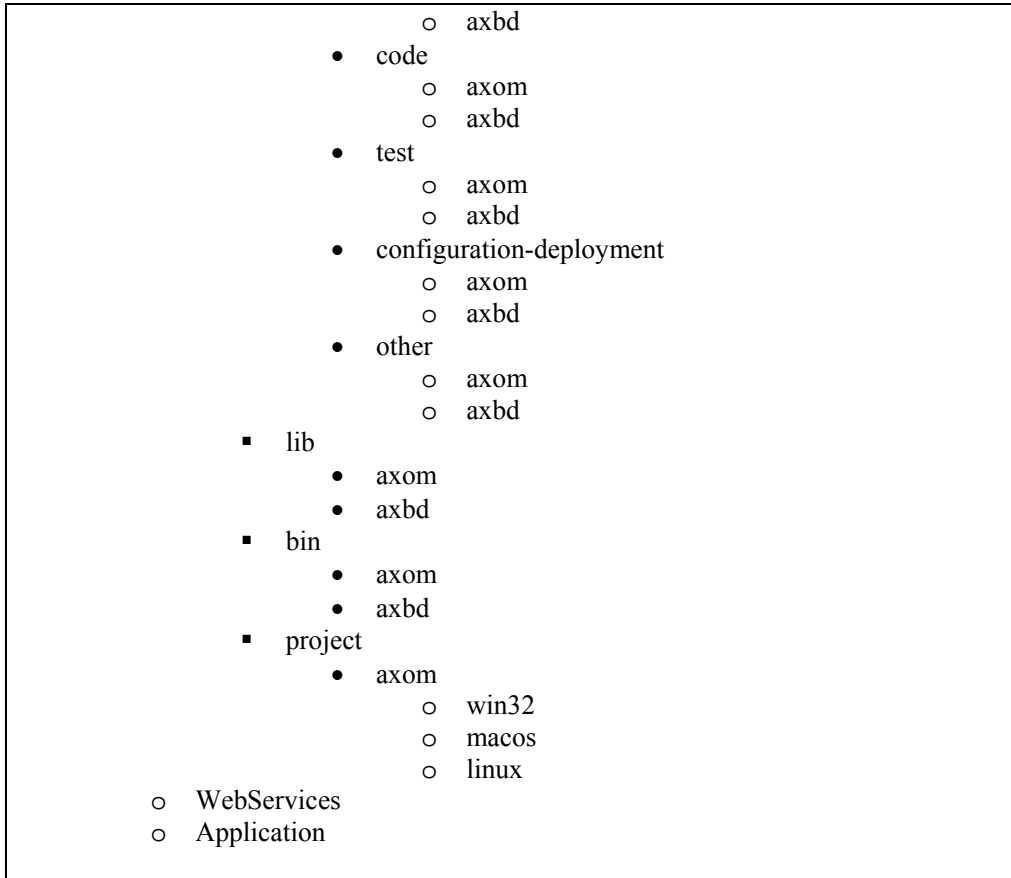 o axbd
• code
o axom
o axbd
• test
o axom
o axbd
• configuration-deployment
o axom
o axbd
• other
o axom
o axbd
▪ lib
• axom
• axbd
▪ bin
• axom
• axbd
▪ project
• axom
o win32
o macos
o linux
o WebServices
o Application